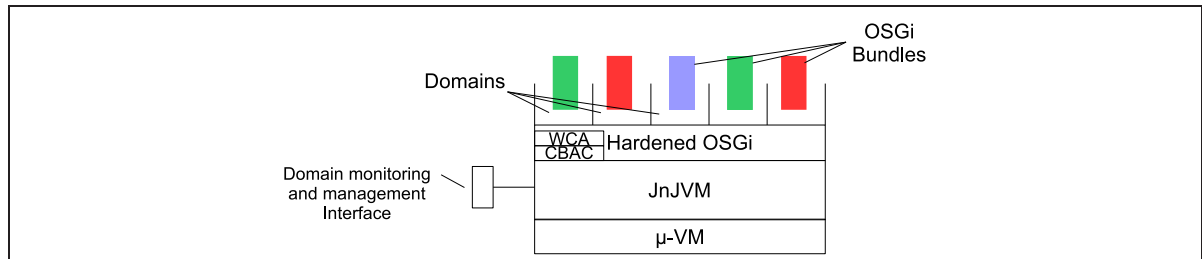 OSGi
Bundles
Domains
WCA
CBAC
Hardened OSGi
Domain monitoring
and management
Interface
JnJVM
µ-VM